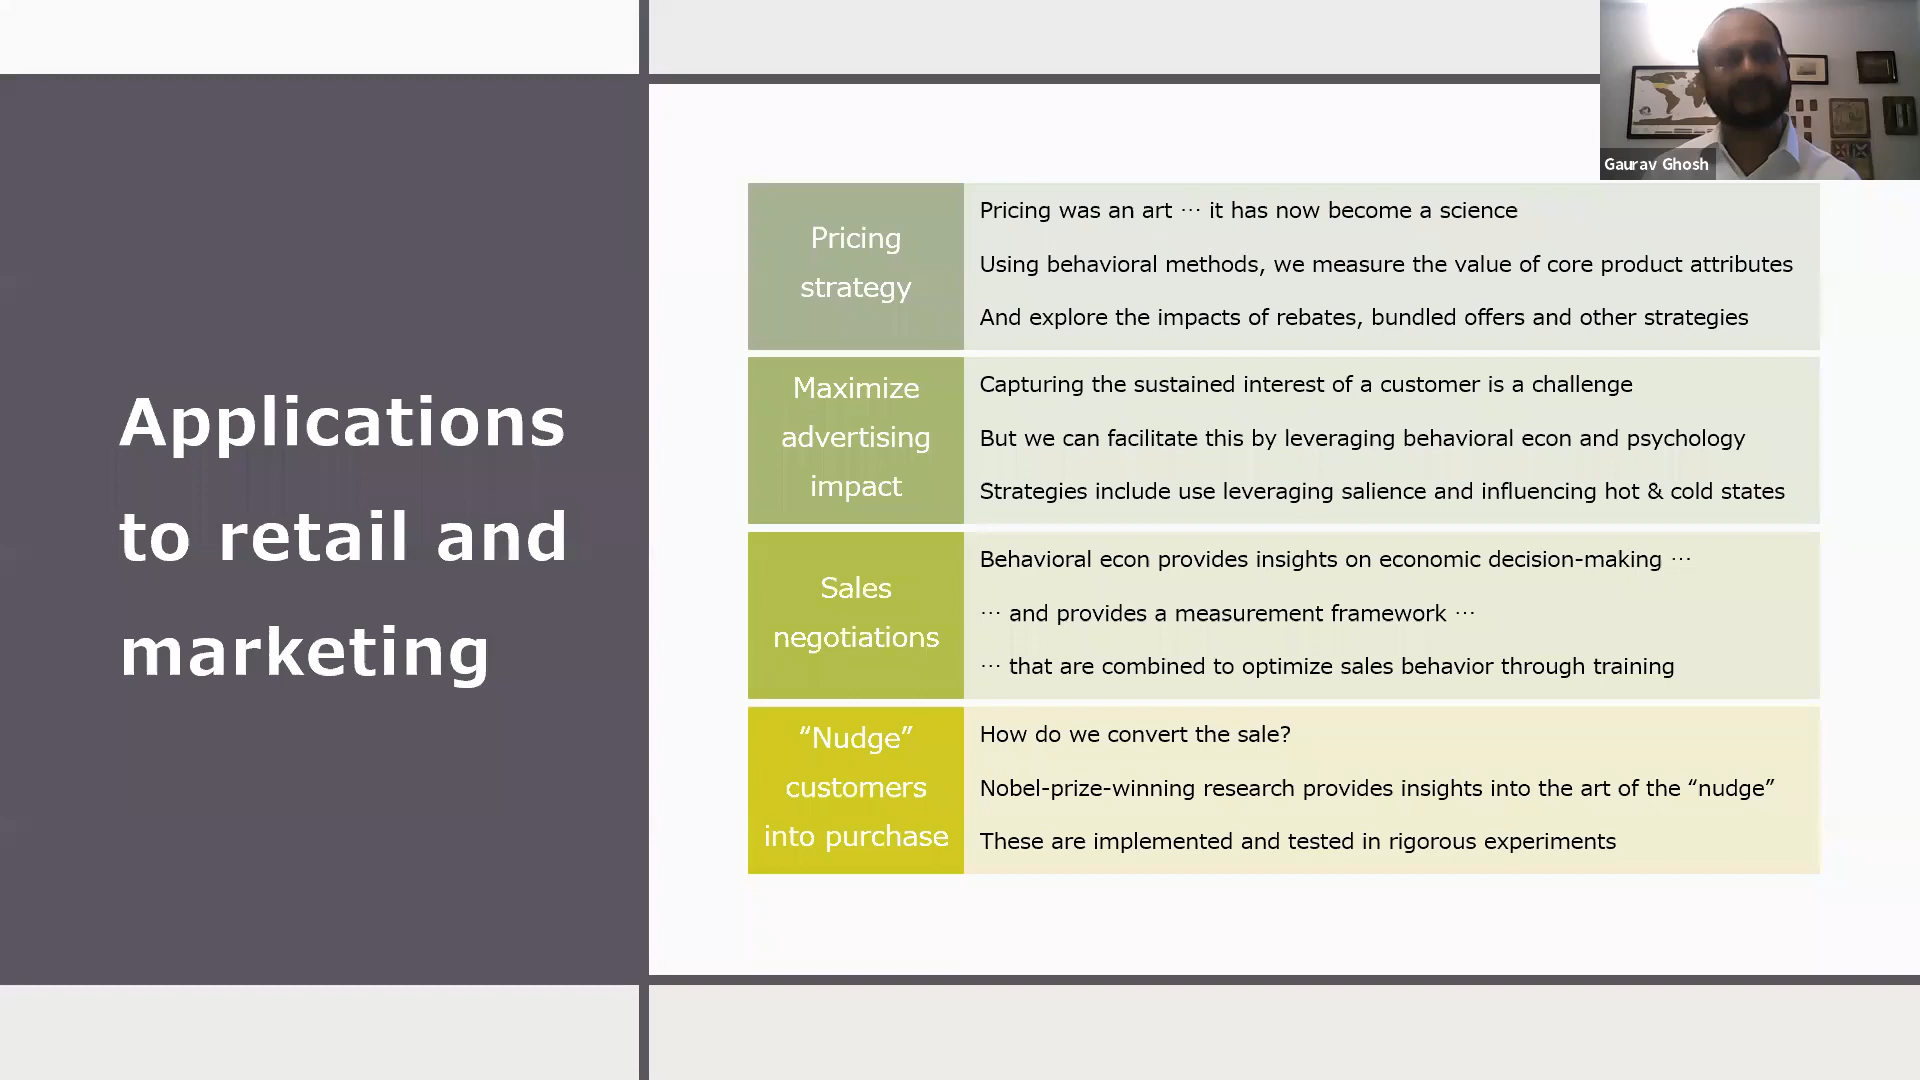 Applications
to retail and
marketing
Gaurav Ghosh
Pricing
strategy
Pricing was an art ··· it has now become a science
Using behavioral methods, we measure the value of core product attributes
And explore the impacts of rebates, bundled offers and other strategies
Maximize
advertising
impact
Capturing the sustained interest of a customer is a challenge
But we can facilitate this by leveraging behavioral econ and psychology
Strategies include use leveraging salience and influencing hot & cold states
Sales
negotiations
Behavioral econ provides insights on economic decision-making ···
··· and provides a measurement framework ···
··· that are combined to optimize sales behavior through training
“Nudge”
customers
into purchase
How do we convert the sale?
Nobel-prize-winning research provides insights into the art of the “nudge”
These are implemented and tested in rigorous experiments